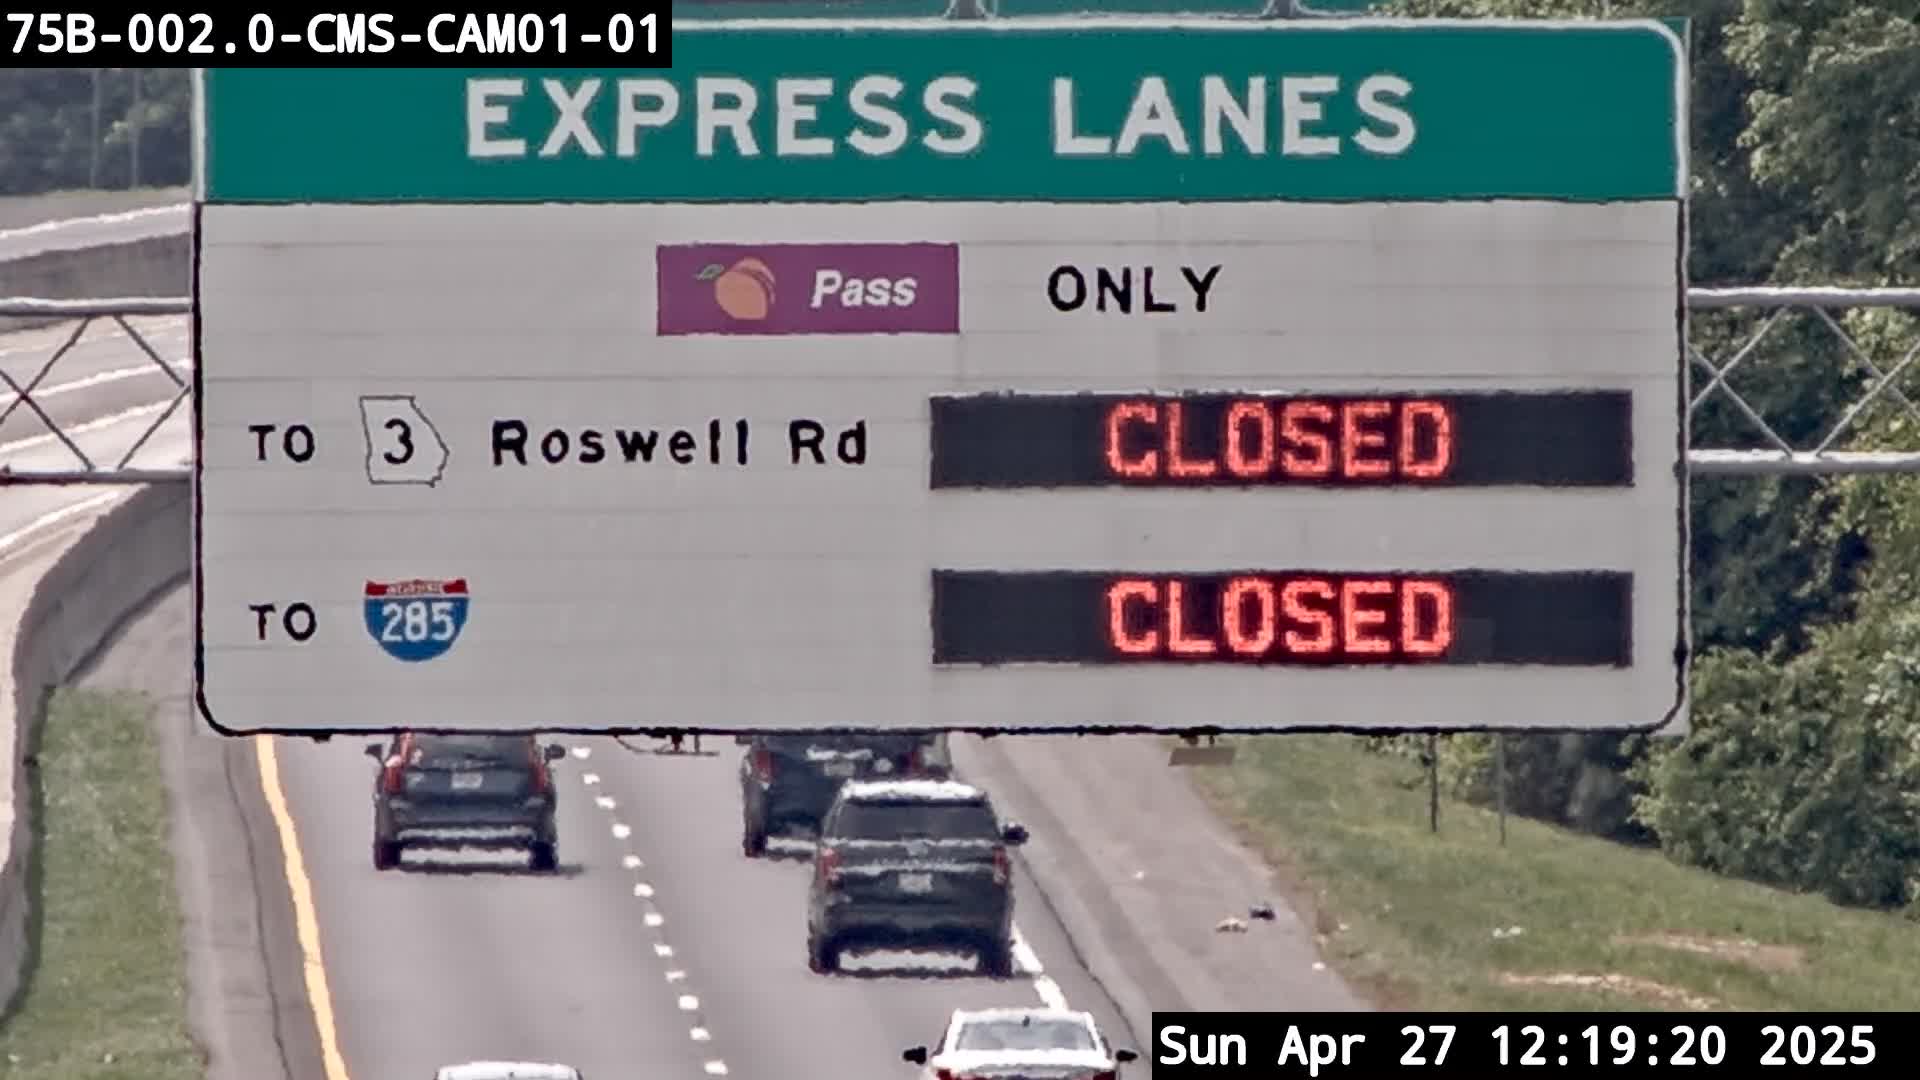 75B-002.0-CMS-CAM01-01
EXPRESS LANES
Pass ONLY
TO 3 Roswell Rd CLOSED
TO 285 CLOSED
Sun Apr 27 12:19:20 2025